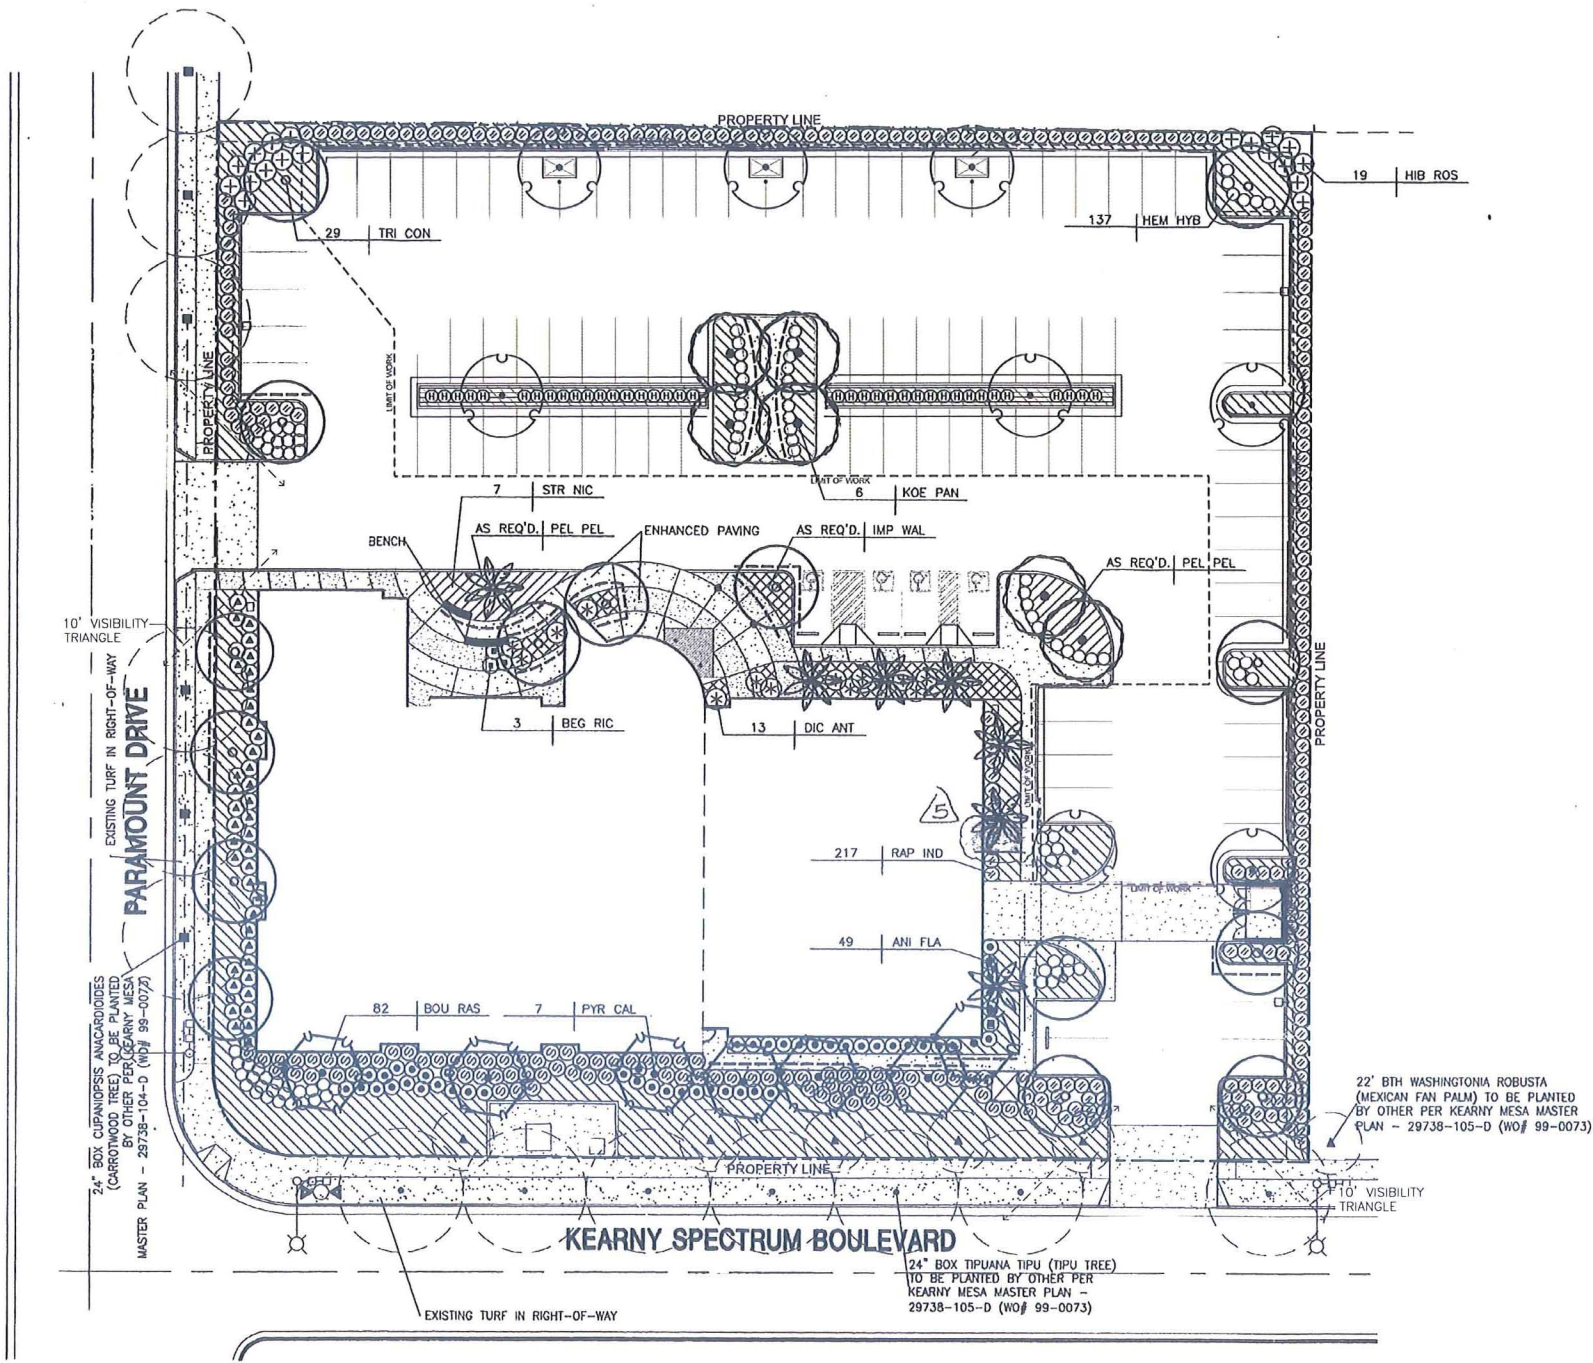 PROPERTY LINE
19 HIB ROS
137 HEM HYB
29 TRI CON
PROPERTY LINE
LIMIT OF WORK
H H H H H H H H H H H H H H H H H
H H H H H H H H H H H H H H H H H H
LIMIT OF WORK
7 STR NIC
6 KOE PAN
AS REQ'D. PEL PEL
ENHANCED PAVING
AS REQ'D. IMP WAL
BENCH
AS REQ'D. PEL PEL
10' VISIBILITY
TRIANGLE
EXISTING TURF IN RIGHT-OF-WAY
PARAMOUNT DRIVE
PROPERTY LINE
3 BEG RIC
13 DIC ANT
LIMIT OF WORK
5
217 RAP IND
LIMIT OF WORK
49 ANI FLA
24" BOX CUPANIOPSIS ANACARDIOIDES
(CARROTWOOD TREE) TO BE PLANTED
BY OTHER PER KEARNY MESA
MASTER PLAN - 29738-104-D (WO# 99-0073)
82 BOU RAS
7 PYR CAL
22' BTH WASHINGTONIA ROBUSTA
(MEXICAN FAN PALM) TO BE PLANTED
BY OTHER PER KEARNY MESA MASTER
PLAN - 29738-105-D (WO# 99-0073)
PROPERTY LINE
10' VISIBILITY
TRIANGLE
KEARNY SPECTRUM BOULEVARD
24" BOX TIPUANA TIPU (TIPU TREE)
TO BE PLANTED BY OTHER PER
KEARNY MESA MASTER PLAN -
29738-105-D (WO# 99-0073)
EXISTING TURF IN RIGHT-OF-WAY